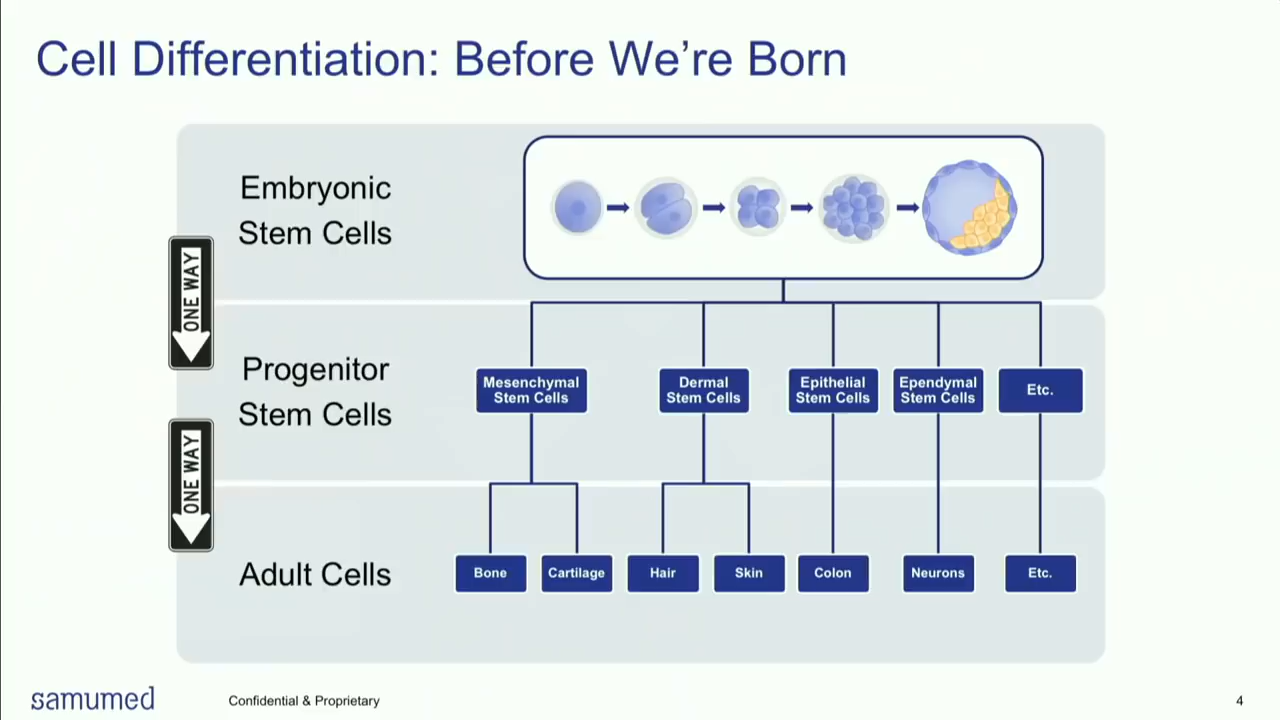 Cell Differentiation: Before We're Born
Embryonic
Stem Cells
ONE WAY
Progenitor
Stem Cells
Mesenchymal
Stem Cells
Dermal
Stem Cells
Epithelial
Stem Cells
Ependymal
Stem Cells
Etc.
ONE WAY
Adult Cells
Bone
Cartilage
Hair
Skin
Colon
Neurons
Etc.
samumed
Confidential & Proprietary
4